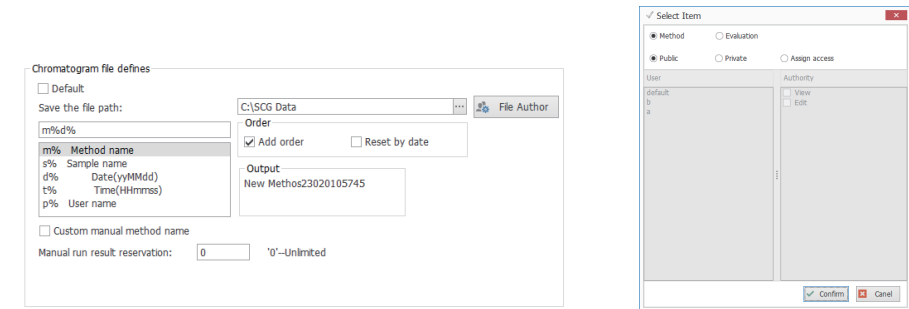 Chromatogram file defines
Default
Save the file path:
C:\SCG Data
...
File Author
m%d%
m% Method name
s% Sample name
d% Date(yyMMdd)
t% Time(HHmmss)
p% User name
Order
Add order
Reset by date
Output
New Methos23020105745
Custom manual method name
Manual run result reservation:
0
'0'--Unlimited
Select Item
Method
Evaluation
Public
Private
Assign access
User
Authority
default
b
a
View
Edit
Confirm
Canel